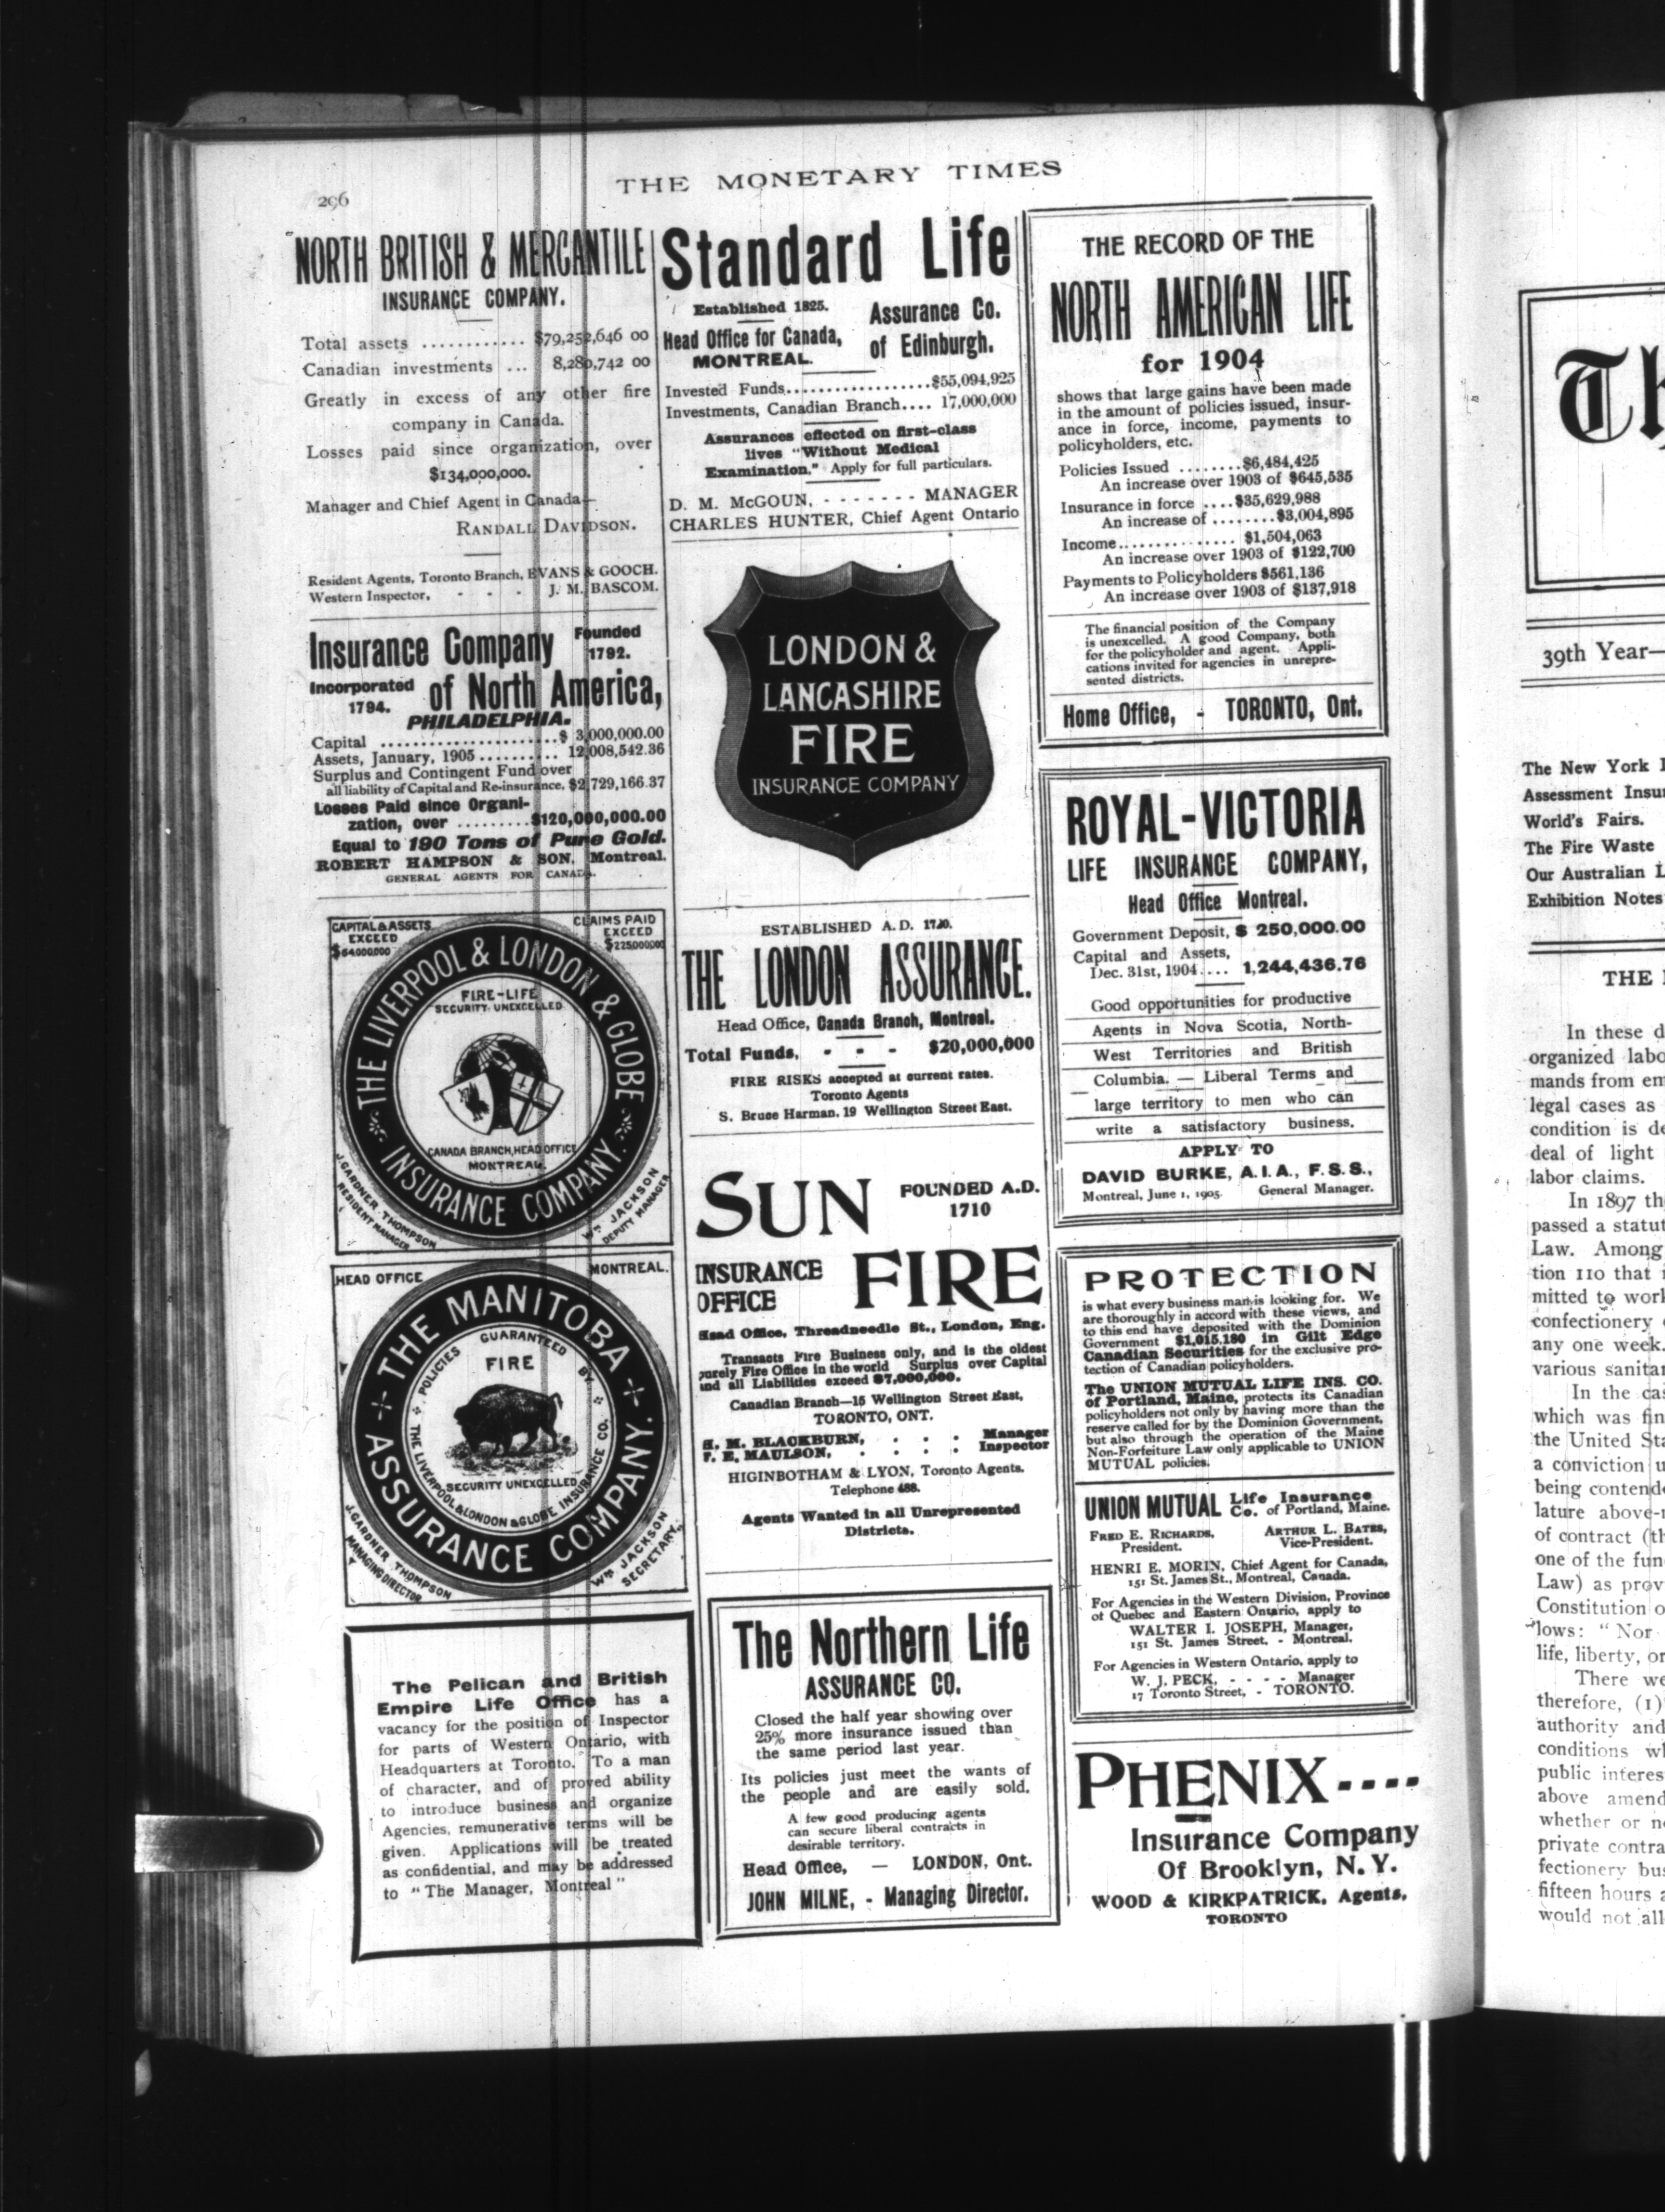 296
THE MONETARY TIMES
NORTH BRITISH & MERCANTILE
INSURANCE COMPANY.
Total assets ............ $79,252,646 00
Canadian investments ... 8,280,742 00
Greatly in excess of any other fire
company in Canada.
Losses paid since organization, over
$134,000,000.
Manager and Chief Agent in Canada—
RANDALL DAVIDSON.
Resident Agents, Toronto Branch, EVANS & GOOCH.
Western Inspector, - - - J. M. BASCOM.
Insurance Company Founded
1792.
Incorporated
1794. of North America,
PHILADELPHIA.
Capital ......................$ 3,000,000.00
Assets, January, 1905 .......... 12,008,542.36
Surplus and Contingent Fund over
all liability of Capital and Re-insurance, $2,729,166.37
Losses Paid since Organi-
zation, over .........$120,000,000.00
Equal to 190 Tons of Pure Gold.
ROBERT HAMPSON & SON, Montreal.
GENERAL AGENTS FOR CANADA.
CAPITAL & ASSETS
EXCEED
$64,000,000
CLAIMS PAID
EXCEED
$225000000
THE LIVERPOOL & LONDON & GLOBE
INSURANCE COMPANY.
FIRE-LIFE
SECURITY UNEXCELLED
CANADA BRANCH, HEAD OFFICE
MONTREAL.
J. GARDNER THOMPSON
RESIDENT MANAGER
WM JACKSON
DEPUTY MANAGER
HEAD OFFICE
MONTREAL.
THE MANITOBA
ASSURANCE COMPANY.
POLICIES GUARANTEED BY
THE LIVERPOOL & LONDON & GLOBE INSURANCE CO.
FIRE
SECURITY UNEXCELLED
J. GARDNER THOMPSON
MANAGING DIRECTOR
WM JACKSON
SECRETARY.
The Pelican and British
Empire Life Office has a
vacancy for the position of Inspector
for parts of Western Ontario, with
Headquarters at Toronto. To a man
of character, and of proved ability
to introduce business and organize
Agencies, remunerative terms will be
given. Applications will be treated
as confidential, and may be addressed
to "The Manager, Montreal"
Standard Life
Established 1825.
Assurance Co.
of Edinburgh.
Head Office for Canada,
MONTREAL.
Invested Funds..................$55,094,925
Investments, Canadian Branch.... 17,000,000
Assurances effected on first-class
lives "Without Medical
Examination." Apply for full particulars.
D. M. McGOUN, - - - - - - - MANAGER
CHARLES HUNTER, Chief Agent Ontario
LONDON &
LANCASHIRE
FIRE
INSURANCE COMPANY
ESTABLISHED A.D. 1720.
THE LONDON ASSURANCE.
Head Office, Canada Branch, Montreal.
Total Funds, - - - $20,000,000
FIRE RISKS accepted at current rates.
Toronto Agents
S. Bruce Harman, 19 Wellington Street East.
SUN
FOUNDED A.D.
1710
INSURANCE
OFFICE
FIRE
Head Office, Threadneedle St., London, Eng.
Transacts Fire Business only, and is the oldest
purely Fire Office in the world Surplus over Capital
and all Liabilities exceed $7,000,000.
Canadian Branch—15 Wellington Street East,
TORONTO, ONT.
H. M. BLACKBURN, . . . Manager
F. E. MAULSON, . . . . Inspector
HIGINBOTHAM & LYON, Toronto Agents.
Telephone 488.
Agents Wanted in all Unrepresented
Districts.
The Northern Life
ASSURANCE CO.
Closed the half year showing over
25% more insurance issued than
the same period last year.
Its policies just meet the wants of
the people and are easily sold.
A few good producing agents
can secure liberal contracts in
desirable territory.
Head Office, — LONDON, Ont.
JOHN MILNE, - Managing Director.
THE RECORD OF THE
NORTH AMERICAN LIFE
for 1904
shows that large gains have been made
in the amount of policies issued, insur-
ance in force, income, payments to
policyholders, etc.
Policies Issued ........$6,484,425
An increase over 1903 of $645,535
Insurance in force ....$35,629,988
An increase of ........$3,004,895
Income............... $1,504,063
An increase over 1903 of $122,700
Payments to Policyholders $561,136
An increase over 1903 of $137,918
The financial position of the Company
is unexcelled. A good Company, both
for the policyholder and agent. Appli-
cations invited for agencies in unrepre-
sented districts.
Home Office, - TORONTO, Ont.
ROYAL-VICTORIA
LIFE INSURANCE COMPANY,
Head Office Montreal.
Government Deposit, $ 250,000.00
Capital and Assets,
Dec. 31st, 1904.... 1,244,436.76
Good opportunities for productive
Agents in Nova Scotia, North-
West Territories and British
Columbia. — Liberal Terms and
large territory to men who can
write a satisfactory business.
APPLY TO
DAVID BURKE, A.I.A., F.S.S.,
Montreal, June 1, 1905. General Manager.
PROTECTION
is what every business man is looking for. We
are thoroughly in accord with these views, and
to this end have deposited with the Dominion
Government $1,015,180 in Gilt Edge
Canadian Securities for the exclusive pro-
tection of Canadian policyholders.
The UNION MUTUAL LIFE INS. CO.
of Portland, Maine, protects its Canadian
policyholders not only by having more than the
reserve called for by the Dominion Government,
but also through the operation of the Maine
Non-Forfeiture Law only applicable to UNION
MUTUAL policies.
UNION MUTUAL Life Insurance
Co. of Portland, Maine.
FRED E. RICHARDS, ARTHUR L. BATES,
President. Vice-President.
HENRI E. MORIN, Chief Agent for Canada,
151 St. James St., Montreal, Canada.
For Agencies in the Western Division, Province
of Quebec and Eastern Ontario, apply to
WALTER I. JOSEPH, Manager,
151 St. James Street, - Montreal.
For Agencies in Western Ontario, apply to
W. J. PECK, - - - - Manager
17 Toronto Street, - TORONTO.
PHENIX----
Insurance Company
Of Brooklyn, N. Y.
WOOD & KIRKPATRICK, Agents,
TORONTO
Th
39th Year—
The New York
Assessment Insu
World's Fairs.
The Fire Waste
Our Australian
Exhibition Notes
THE
In these d
organized labo
mands from em
legal cases as
condition is de
deal of light
labor claims.
In 1897 th
passed a statut
Law. Among
tion 110 that
mitted to work
confectionery
any one week.
various sanitar
In the cas
which was fin
the United Sta
a conviction u
being contende
lature above-
of contract (th
one of the fun
Law) as prov
Constitution o
lows: "Nor
life, liberty, or
There we
therefore, (1)
authority and
conditions wh
public interes
above amend
whether or n
private contra
fectionery bus
fifteen hours a
would not all